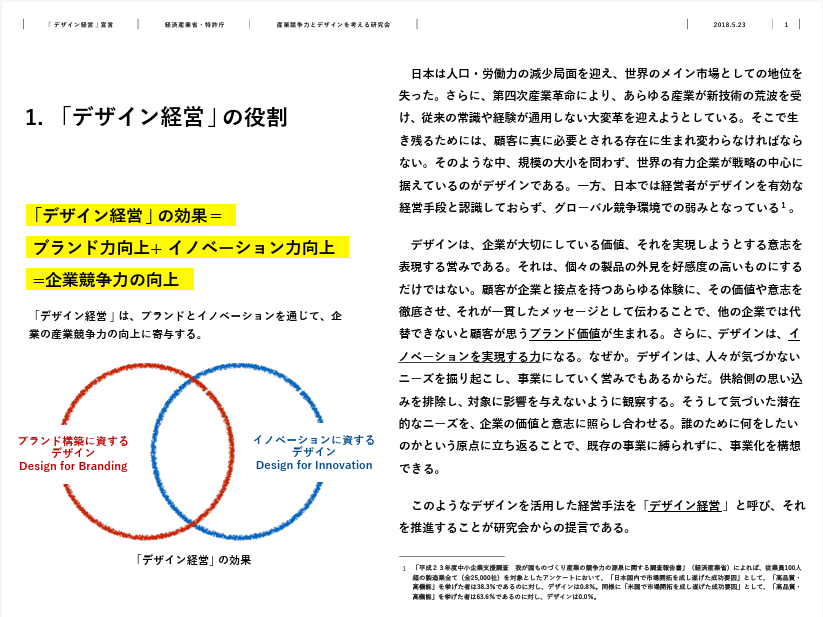 「デザイン経営」宣言
経済産業省・特許庁
産業競争力とデザインを考える研究会
2018.5.23
1
1. 「デザイン経営」の役割
「デザイン経営」の効果＝
ブランド力向上+ イノベーション力向上
=企業競争力の向上
「デザイン経営」は、ブランドとイノベーションを通じて、企
業の産業競争力の向上に寄与する。
ブランド構築に資する
デザイン
Design for Branding
イノベーションに資する
デザイン
Design for Innovation
「デザイン経営」の効果
日本は人口・労働力の減少局面を迎え、世界のメイン市場としての地位を
失った。さらに、第四次産業革命により、あらゆる産業が新技術の荒波を受
け、従来の常識や経験が通用しない大変革を迎えようとしている。そこで生
き残るためには、顧客に真に必要とされる存在に生まれ変わらなければなら
ない。そのような中、規模の大小を問わず、世界の有力企業が戦略の中心に
据えているのがデザインである。一方、日本では経営者がデザインを有効な
経営手段と認識しておらず、グローバル競争環境での弱みとなっている1。
デザインは、企業が大切にしている価値、それを実現しようとする意志を
表現する営みである。それは、個々の製品の外見を好感度の高いものにする
だけではない。顧客が企業と接点を持つあらゆる体験に、その価値や意志を
徹底させ、それが一貫したメッセージとして伝わることで、他の企業では代
替できないと顧客が思うブランド価値が生まれる。さらに、デザインは、イ
ノベーションを実現する力になる。なぜか。デザインは、人々が気づかない
ニーズを掘り起こし、事業にしていく営みでもあるからだ。供給側の思い込
みを排除し、対象に影響を与えないように観察する。そうして気づいた潜在
的なニーズを、企業の価値と意志に照らし合わせる。誰のために何をしたい
のかという原点に立ち返ることで、既存の事業に縛られずに、事業化を構想
できる。
このようなデザインを活用した経営手法を「デザイン経営」と呼び、それ
を推進することが研究会からの提言である。
1 「平成２３年度中小企業支援調査　我が国ものづくり産業の競争力の源泉に関する調査報告書」（経済産業省）によれば、従業員100人
超の製造業全て（全25,000社）を対象としたアンケートにおいて、「日本国内で市場開拓を成し遂げた成功要因」として、「高品質・
高機能」を挙げた者は38.3％であるのに対し、デザインは0.8％。同様に「米国で市場開拓を成し遂げた成功要因」として、「高品質・
高機能」を挙げた者は63.6％であるのに対し、デザインは0.0％。